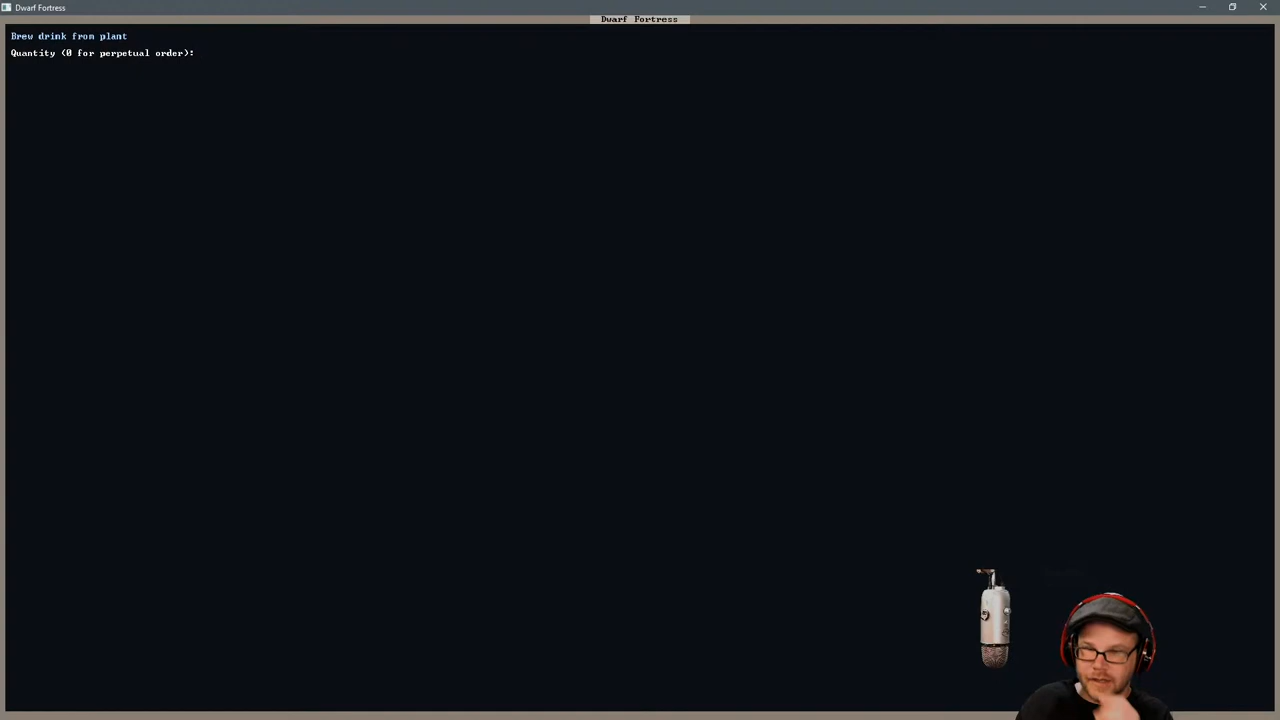 Dwarf Fortress
Dwarf Fortress
Brew drink from plant
Quantity (0 for perpetual order):